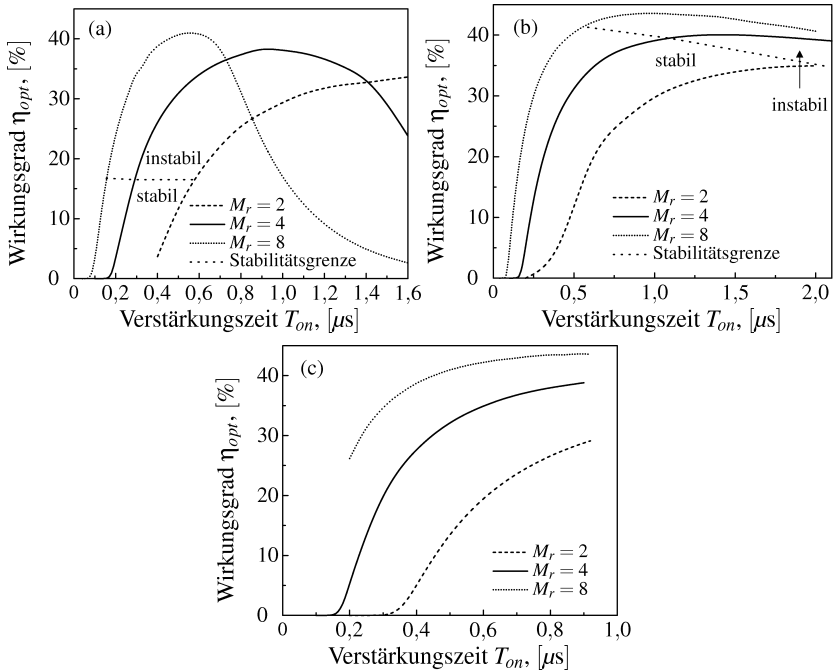 (a)
Wirkungsgrad η_opt, [%]
40
30
20
10
0
instabil
stabil
M_r = 2
M_r = 4
M_r = 8
Stabilitätsgrenze
0 0,2 0,4 0,6 0,8 1,0 1,2 1,4 1,6
Verstärkungszeit T_on, [μs]
(b)
Wirkungsgrad η_opt, [%]
40
30
20
10
0
stabil
instabil
M_r = 2
M_r = 4
M_r = 8
Stabilitätsgrenze
0 0,5 1,0 1,5 2,0
Verstärkungszeit T_on, [μs]
(c)
Wirkungsgrad η_opt, [%]
40
30
20
10
0
M_r = 2
M_r = 4
M_r = 8
0 0,2 0,4 0,6 0,8 1,0
Verstärkungszeit T_on, [μs]